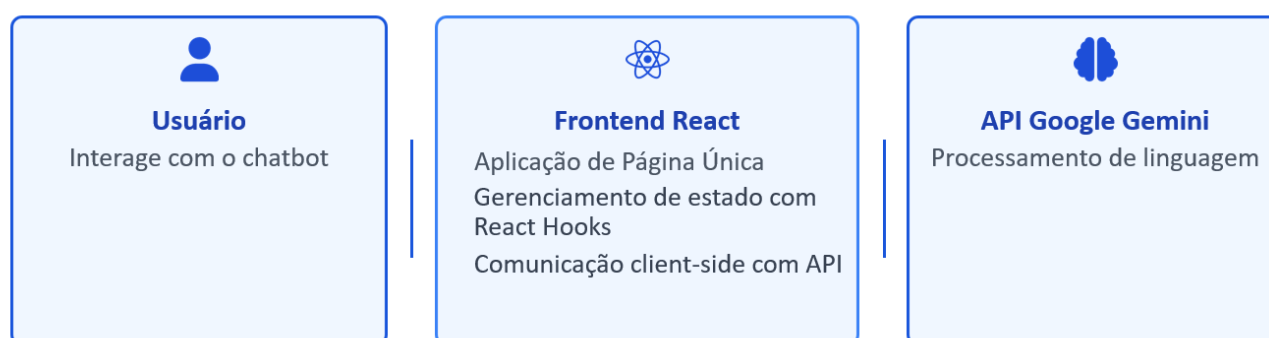 Usuário
Interage com o chatbot
Frontend React
Aplicação de Página Única
Gerenciamento de estado com
React Hooks
Comunicação client-side com API
API Google Gemini
Processamento de linguagem